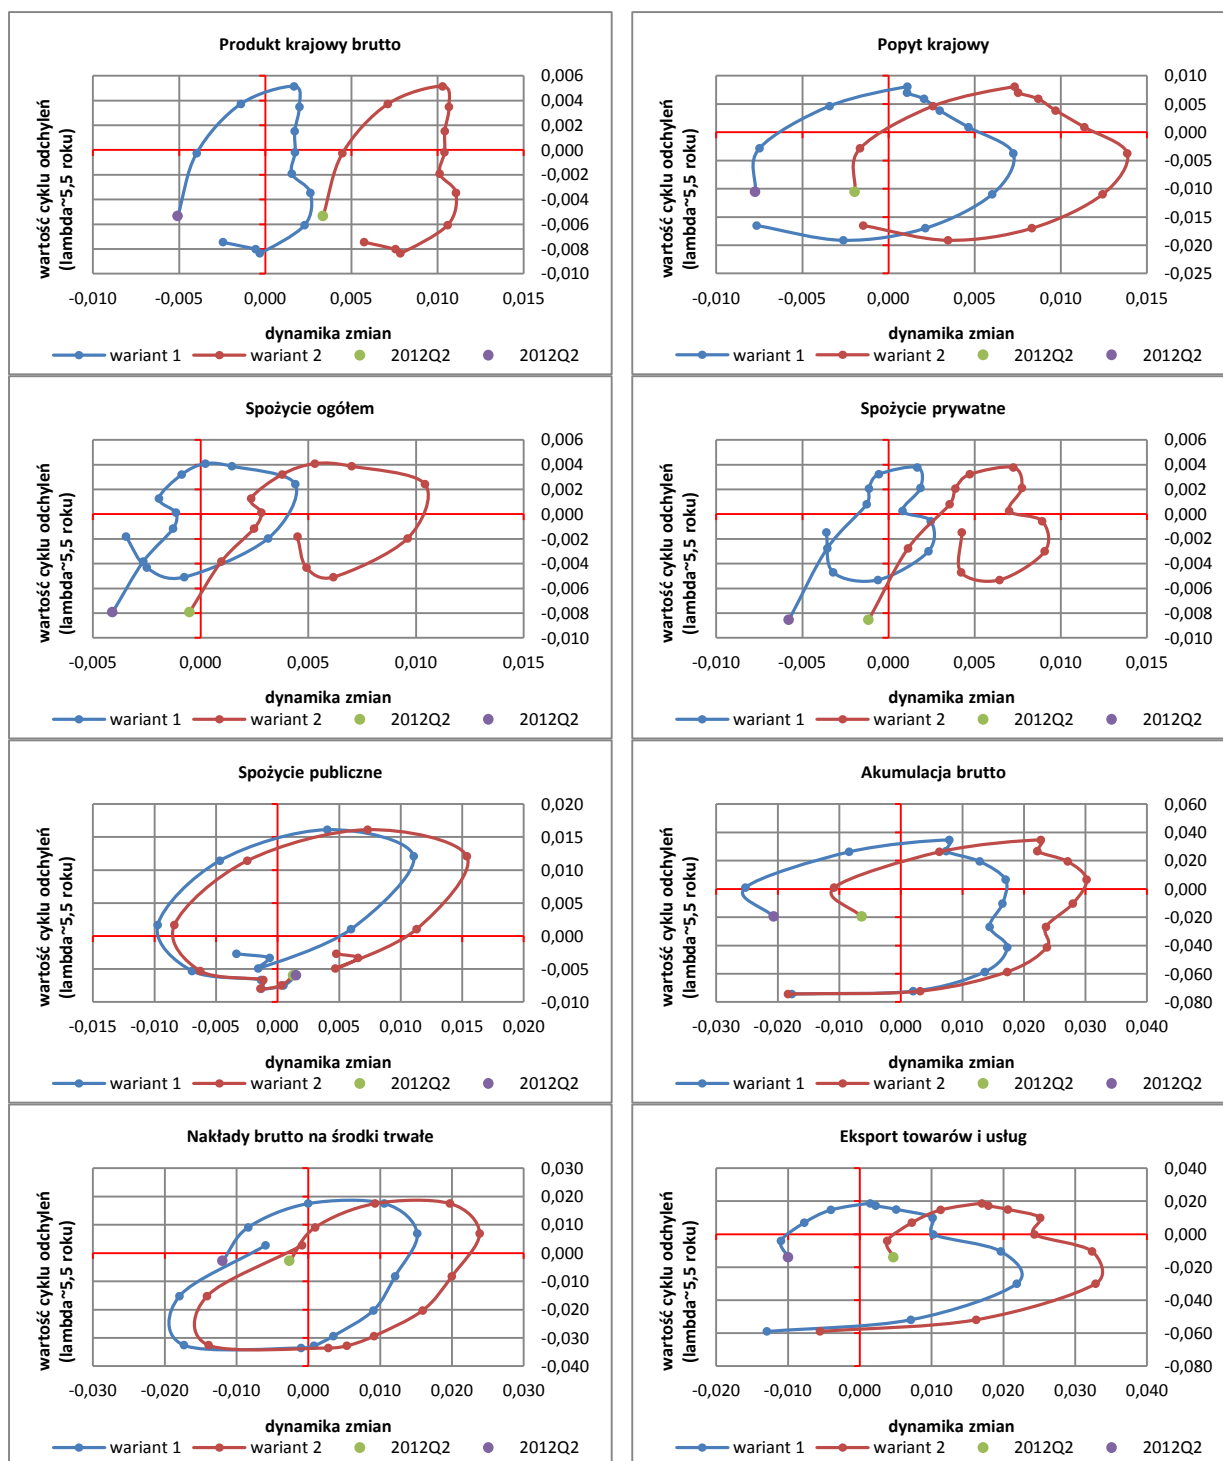 Produkt krajowy brutto
wartość cyklu odchyleń
(lambda~5,5 roku)
0,006
0,004
0,002
0,000
-0,002
-0,004
-0,006
-0,008
-0,010
-0,010 -0,005 0,000 0,005 0,010 0,015
dynamika zmian
wariant 1 wariant 2 2012Q2 2012Q2
Popyt krajowy
wartość cyklu odchyleń
(lambda~5,5 roku)
0,010
0,005
0,000
-0,005
-0,010
-0,015
-0,020
-0,025
-0,010 -0,005 0,000 0,005 0,010 0,015
dynamika zmian
wariant 1 wariant 2 2012Q2 2012Q2
Spożycie ogółem
wartość cyklu odchyleń
(lambda~5,5 roku)
0,006
0,004
0,002
0,000
-0,002
-0,004
-0,006
-0,008
-0,010
-0,005 0,000 0,005 0,010 0,015
dynamika zmian
wariant 1 wariant 2 2012Q2 2012Q2
Spożycie prywatne
wartość cyklu odchyleń
(lambda~5,5 roku)
0,006
0,004
0,002
0,000
-0,002
-0,004
-0,006
-0,008
-0,010
-0,010 -0,005 0,000 0,005 0,010 0,015
dynamika zmian
wariant 1 wariant 2 2012Q2 2012Q2
Spożycie publiczne
wartość cyklu odchyleń
(lambda~5,5 roku)
0,020
0,015
0,010
0,005
0,000
-0,005
-0,010
-0,015 -0,010 -0,005 0,000 0,005 0,010 0,015 0,020
dynamika zmian
wariant 1 wariant 2 2012Q2 2012Q2
Akumulacja brutto
wartość cyklu odchyleń
(lambda~5,5 roku)
0,060
0,040
0,020
0,000
-0,020
-0,040
-0,060
-0,080
-0,030 -0,020 -0,010 0,000 0,010 0,020 0,030 0,040
dynamika zmian
wariant 1 wariant 2 2012Q2 2012Q2
Nakłady brutto na środki trwałe
wartość cyklu odchyleń
(lambda~5,5 roku)
0,030
0,020
0,010
0,000
-0,010
-0,020
-0,030
-0,040
-0,030 -0,020 -0,010 0,000 0,010 0,020 0,030
dynamika zmian
wariant 1 wariant 2 2012Q2 2012Q2
Eksport towarów i usług
wartość cyklu odchyleń
(lambda~5,5 roku)
0,040
0,020
0,000
-0,020
-0,040
-0,060
-0,080
-0,020 -0,010 0,000 0,010 0,020 0,030 0,040
dynamika zmian
wariant 1 wariant 2 2012Q2 2012Q2